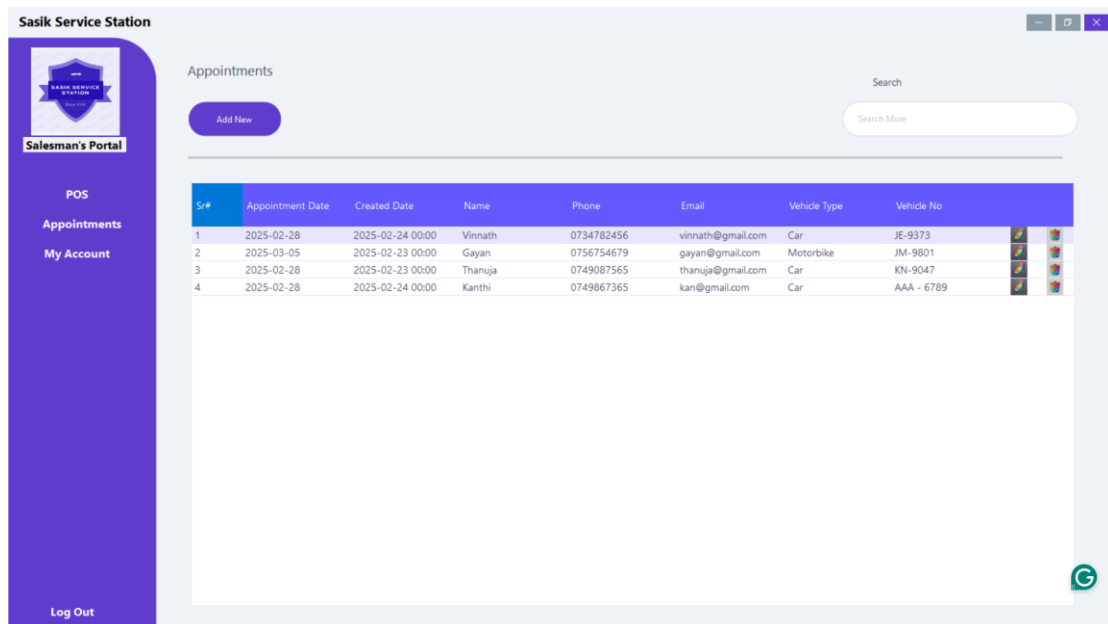 Sasik Service Station
SASIK SERVICE
STATION
Salesman's Portal
POS
Appointments
My Account
Log Out
Appointments
Add New
Search
Search More
Sr# Appointment Date Created Date Name Phone Email Vehicle Type Vehicle No
1 2025-02-28 2025-02-24 00:00 Vinnath 0734782456 vinnath@gmail.com Car JE-9373
2 2025-03-05 2025-02-23 00:00 Gayan 0756754679 gayan@gmail.com Motorbike JM-9801
3 2025-02-28 2025-02-23 00:00 Thanuja 0749087565 thanuja@gmail.com Car KN-9047
4 2025-02-28 2025-02-24 00:00 Kanthi 0749867365 kan@gmail.com Car AAA - 6789